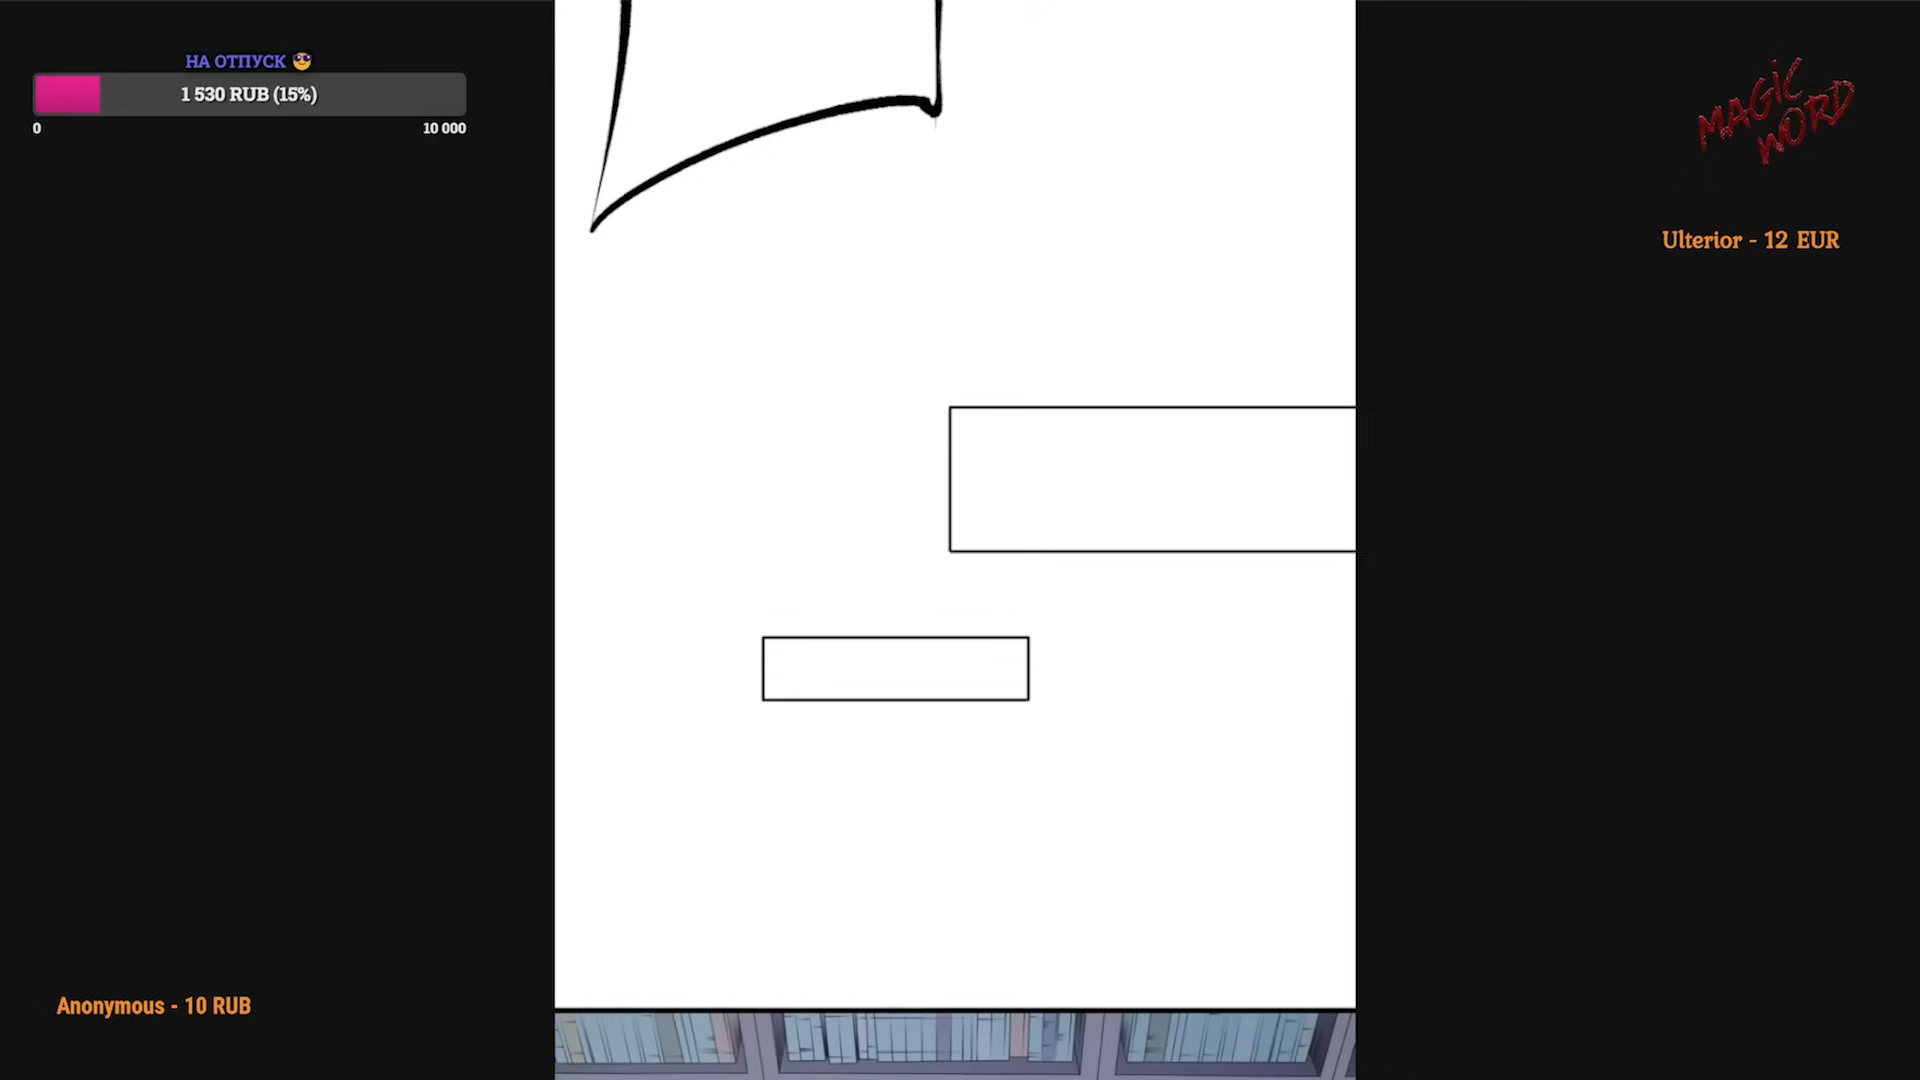 НА ОТПУСК
1 530 RUB (15%)
0
10 000
MAGIC
WORD
Ulterior - 12 EUR
Anonymous - 10 RUB